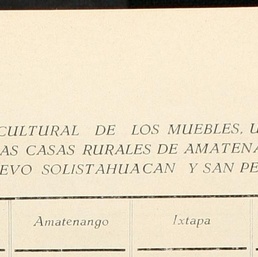 CULTURAL DE LOS MUEBLES, U
AS CASAS RURALES DE AMATENA
EVO SOLISTAHUACAN Y SAN PE
Amatenango Ixtapa